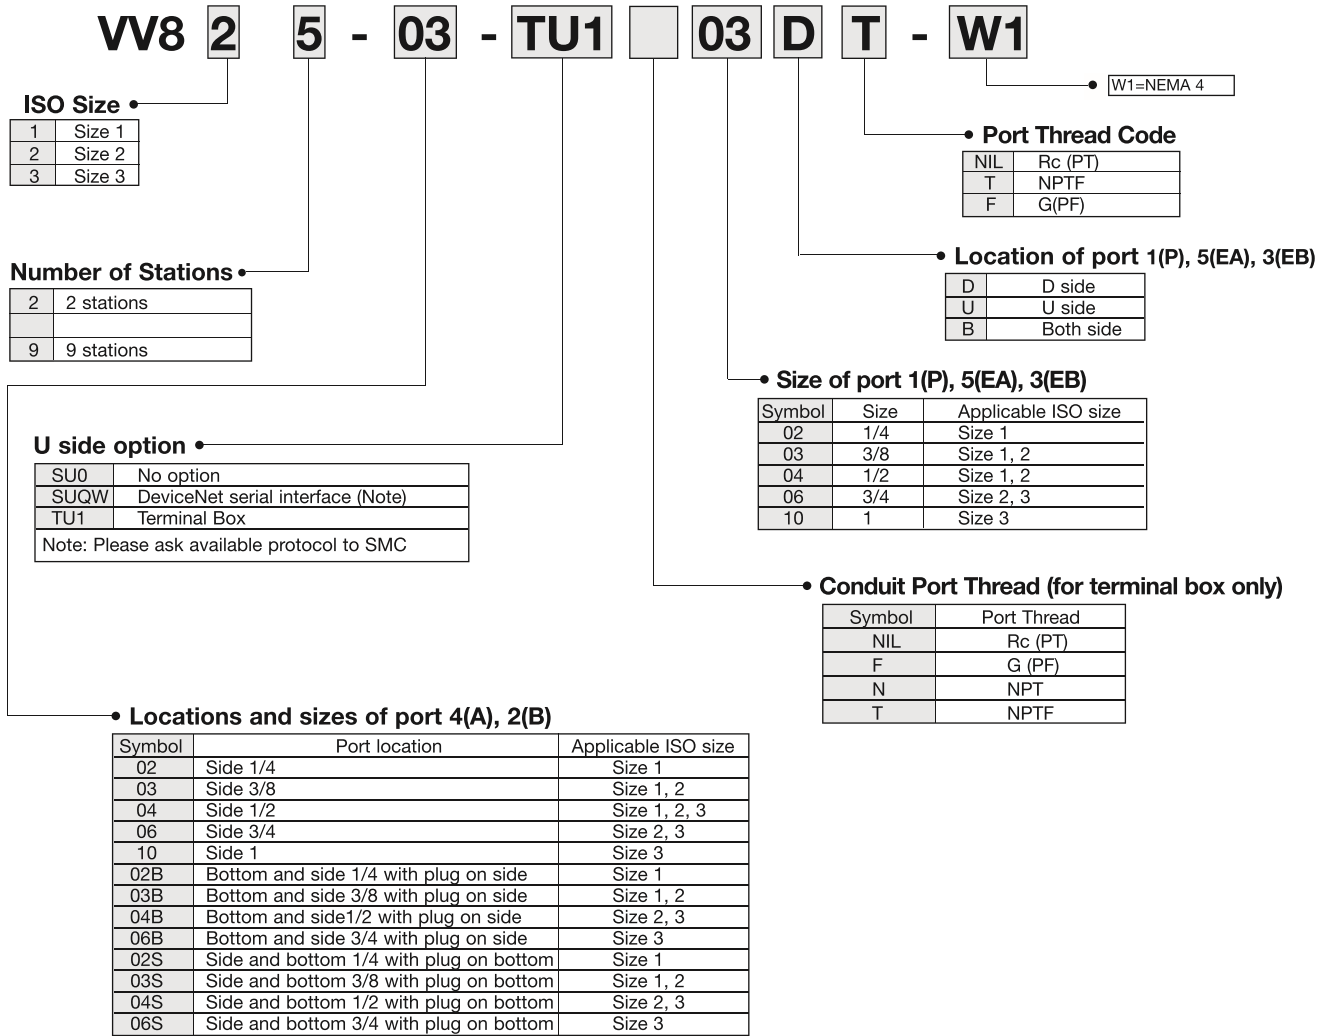 VV8 2 5 - 03 - TU1 03 D T - W1
W1=NEMA 4
ISO Size
1 Size 1
2 Size 2
3 Size 3
Port Thread Code
NIL Rc (PT)
T NPTF
F G(PF)
Number of Stations
2 2 stations
9 9 stations
Location of port 1(P), 5(EA), 3(EB)
D D side
U U side
B Both side
Size of port 1(P), 5(EA), 3(EB)
Symbol Size Applicable ISO size
02 1/4 Size 1
03 3/8 Size 1, 2
04 1/2 Size 1, 2
06 3/4 Size 2, 3
10 1 Size 3
U side option
SU0 No option
SUQW DeviceNet serial interface (Note)
TU1 Terminal Box
Note: Please ask available protocol to SMC
Conduit Port Thread (for terminal box only)
Symbol Port Thread
NIL Rc (PT)
F G (PF)
N NPT
T NPTF
Locations and sizes of port 4(A), 2(B)
Symbol Port location Applicable ISO size
02 Side 1/4 Size 1
03 Side 3/8 Size 1, 2
04 Side 1/2 Size 1, 2, 3
06 Side 3/4 Size 2, 3
10 Side 1 Size 3
02B Bottom and side 1/4 with plug on side Size 1
03B Bottom and side 3/8 with plug on side Size 1, 2
04B Bottom and side1/2 with plug on side Size 2, 3
06B Bottom and side 3/4 with plug on side Size 3
02S Side and bottom 1/4 with plug on bottom Size 1
03S Side and bottom 3/8 with plug on bottom Size 1, 2
04S Side and bottom 1/2 with plug on bottom Size 2, 3
06S Side and bottom 3/4 with plug on bottom Size 3